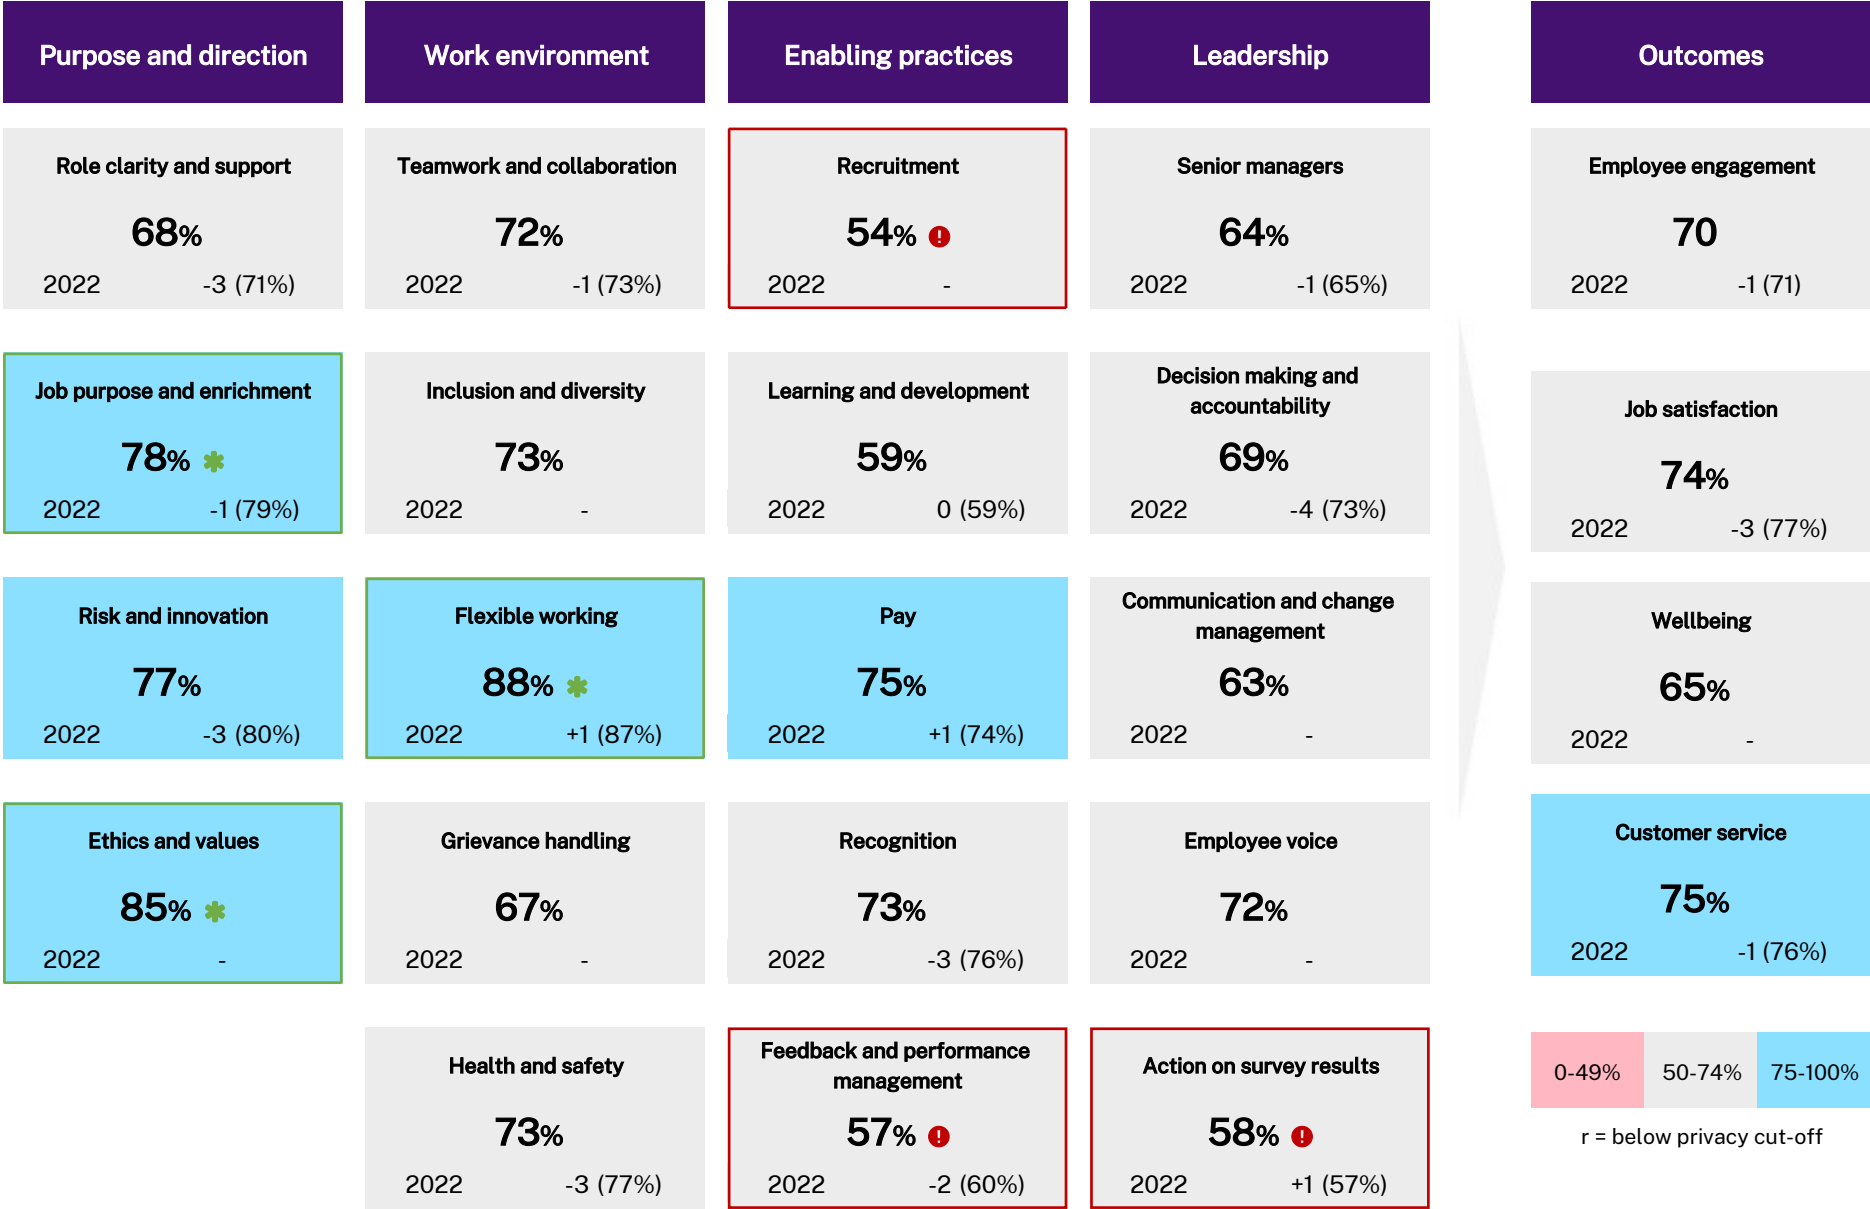 Purpose and direction
Work environment
Enabling practices
Leadership
Outcomes
Role clarity and support
68%
2022 -3 (71%)
Teamwork and collaboration
72%
2022 -1 (73%)
Recruitment
54% !
2022 -
Senior managers
64%
2022 -1 (65%)
Employee engagement
70
2022 -1 (71)
Job purpose and enrichment
78% ✱
2022 -1 (79%)
Inclusion and diversity
73%
2022 -
Learning and development
59%
2022 0 (59%)
Decision making and
accountability
69%
2022 -4 (73%)
Job satisfaction
74%
2022 -3 (77%)
Risk and innovation
77%
2022 -3 (80%)
Flexible working
88% ✱
2022 +1 (87%)
Pay
75%
2022 +1 (74%)
Communication and change
management
63%
2022 -
Wellbeing
65%
2022 -
Ethics and values
85% ✱
2022 -
Grievance handling
67%
2022 -
Recognition
73%
2022 -3 (76%)
Employee voice
72%
2022 -
Customer service
75%
2022 -1 (76%)
Health and safety
73%
2022 -3 (77%)
Feedback and performance
management
57% !
2022 -2 (60%)
Action on survey results
58% !
2022 +1 (57%)
0-49% 50-74% 75-100%
r = below privacy cut-off